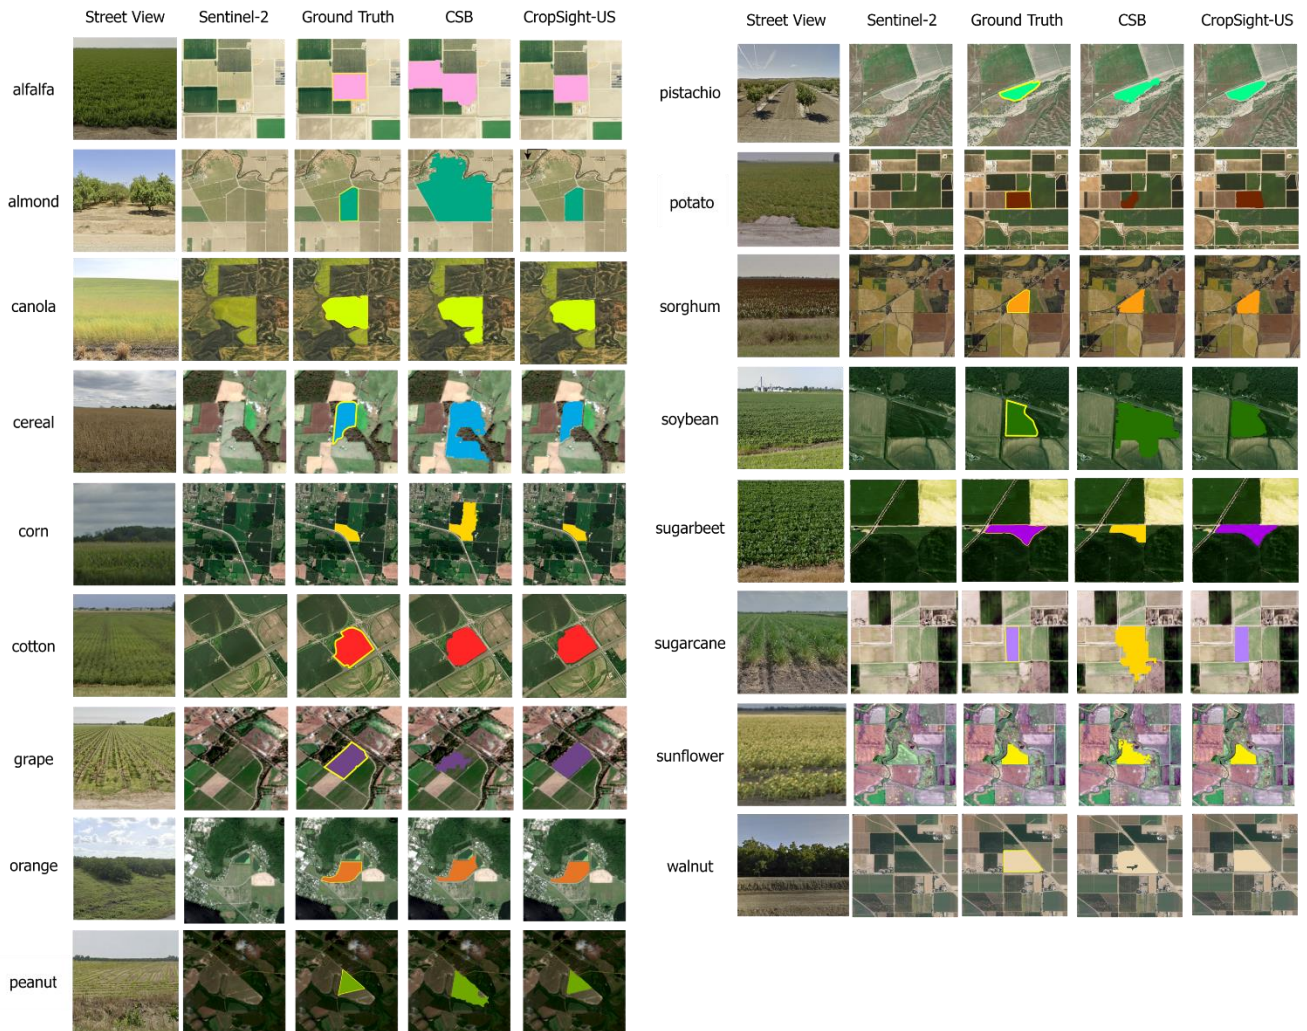 Street View Sentinel-2 Ground Truth CSB CropSight-US
alfalfa
almond
canola
cereal
corn
cotton
grape
orange
peanut
Street View Sentinel-2 Ground Truth CSB CropSight-US
pistachio
potato
sorghum
soybean
sugarbeet
sugarcane
sunflower
walnut